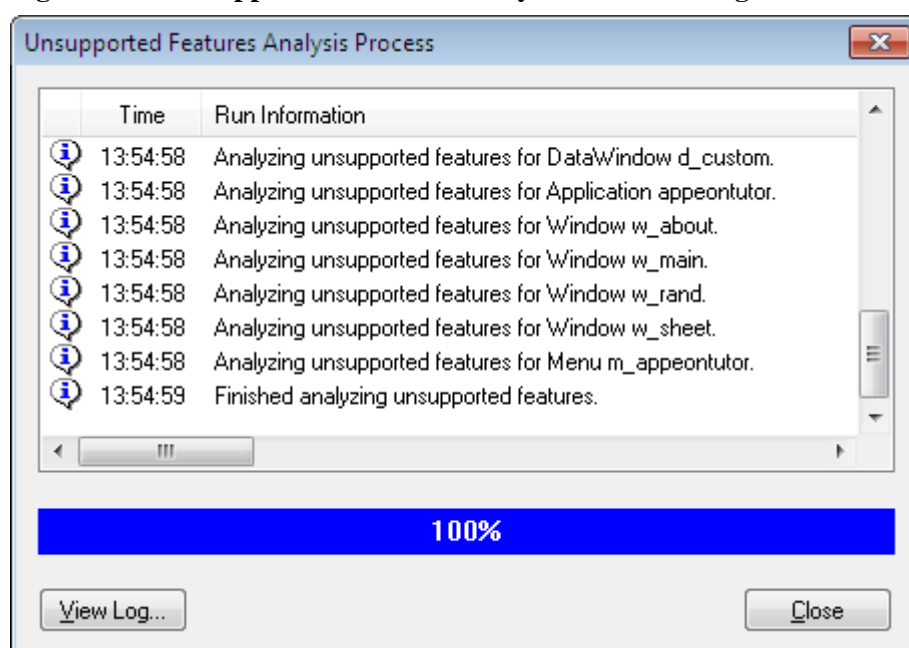 Unsupported Features Analysis Process
Time Run Information
13:54:58 Analyzing unsupported features for DataWindow d_custom.
13:54:58 Analyzing unsupported features for Application appeontutor.
13:54:58 Analyzing unsupported features for Window w_about.
13:54:58 Analyzing unsupported features for Window w_main.
13:54:58 Analyzing unsupported features for Window w_rand.
13:54:58 Analyzing unsupported features for Window w_sheet.
13:54:58 Analyzing unsupported features for Menu m_appeontutor.
13:54:59 Finished analyzing unsupported features.
100%
View Log... Close